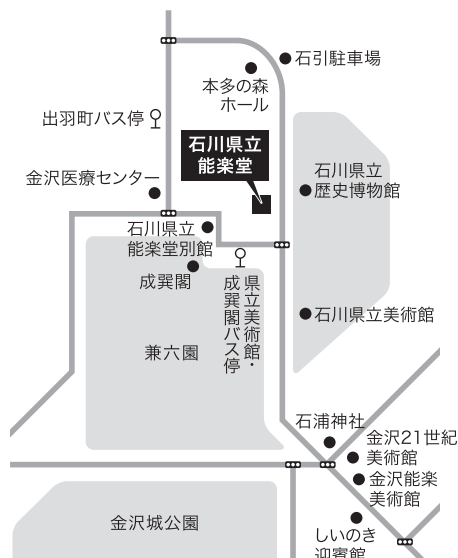 石引駐車場
本多の森
ホール
出羽町バス停
石川県立
能楽堂
石川県立
歴史博物館
金沢医療センター
石川県立
能楽堂別館
成巽閣
県立美術館・
成巽閣バス停
石川県立美術館
兼六園
石浦神社
金沢21世紀
美術館
金沢能楽
美術館
金沢城公園
しいのき
迎賓館